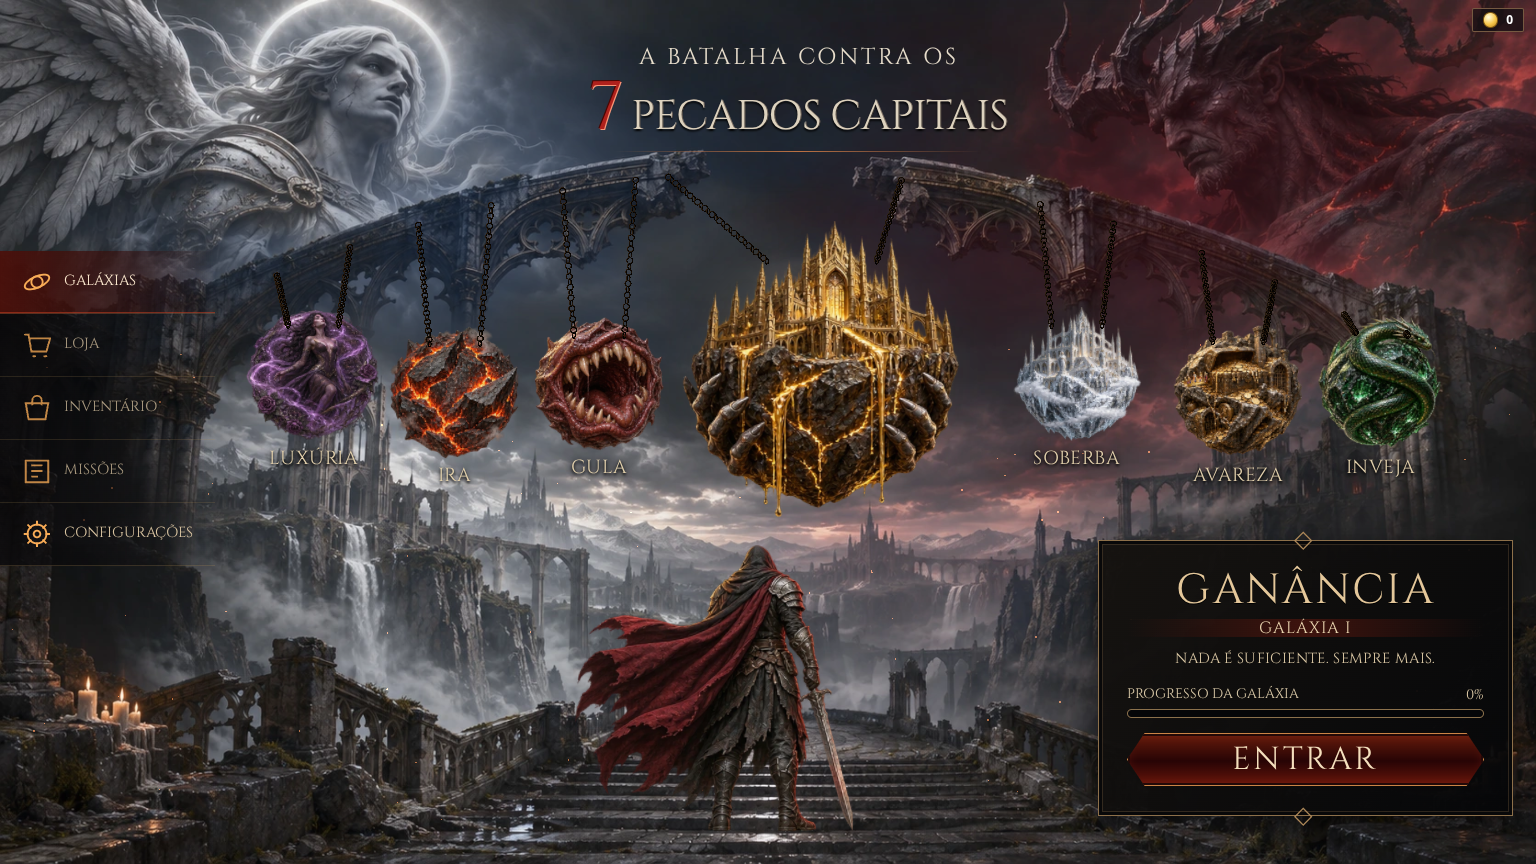 0
A BATALHA CONTRA OS
7 PECADOS CAPITAIS
GALÁXIAS
LOJA
INVENTÁRIO
MISSÕES
CONFIGURAÇÕES
LUXÚRIA
IRA
GULA
SOBERBA
AVAREZA
INVEJA
GANÂNCIA
GALÁXIA I
NADA É SUFICIENTE. SEMPRE MAIS.
PROGRESSO DA GALÁXIA 0%
ENTRAR